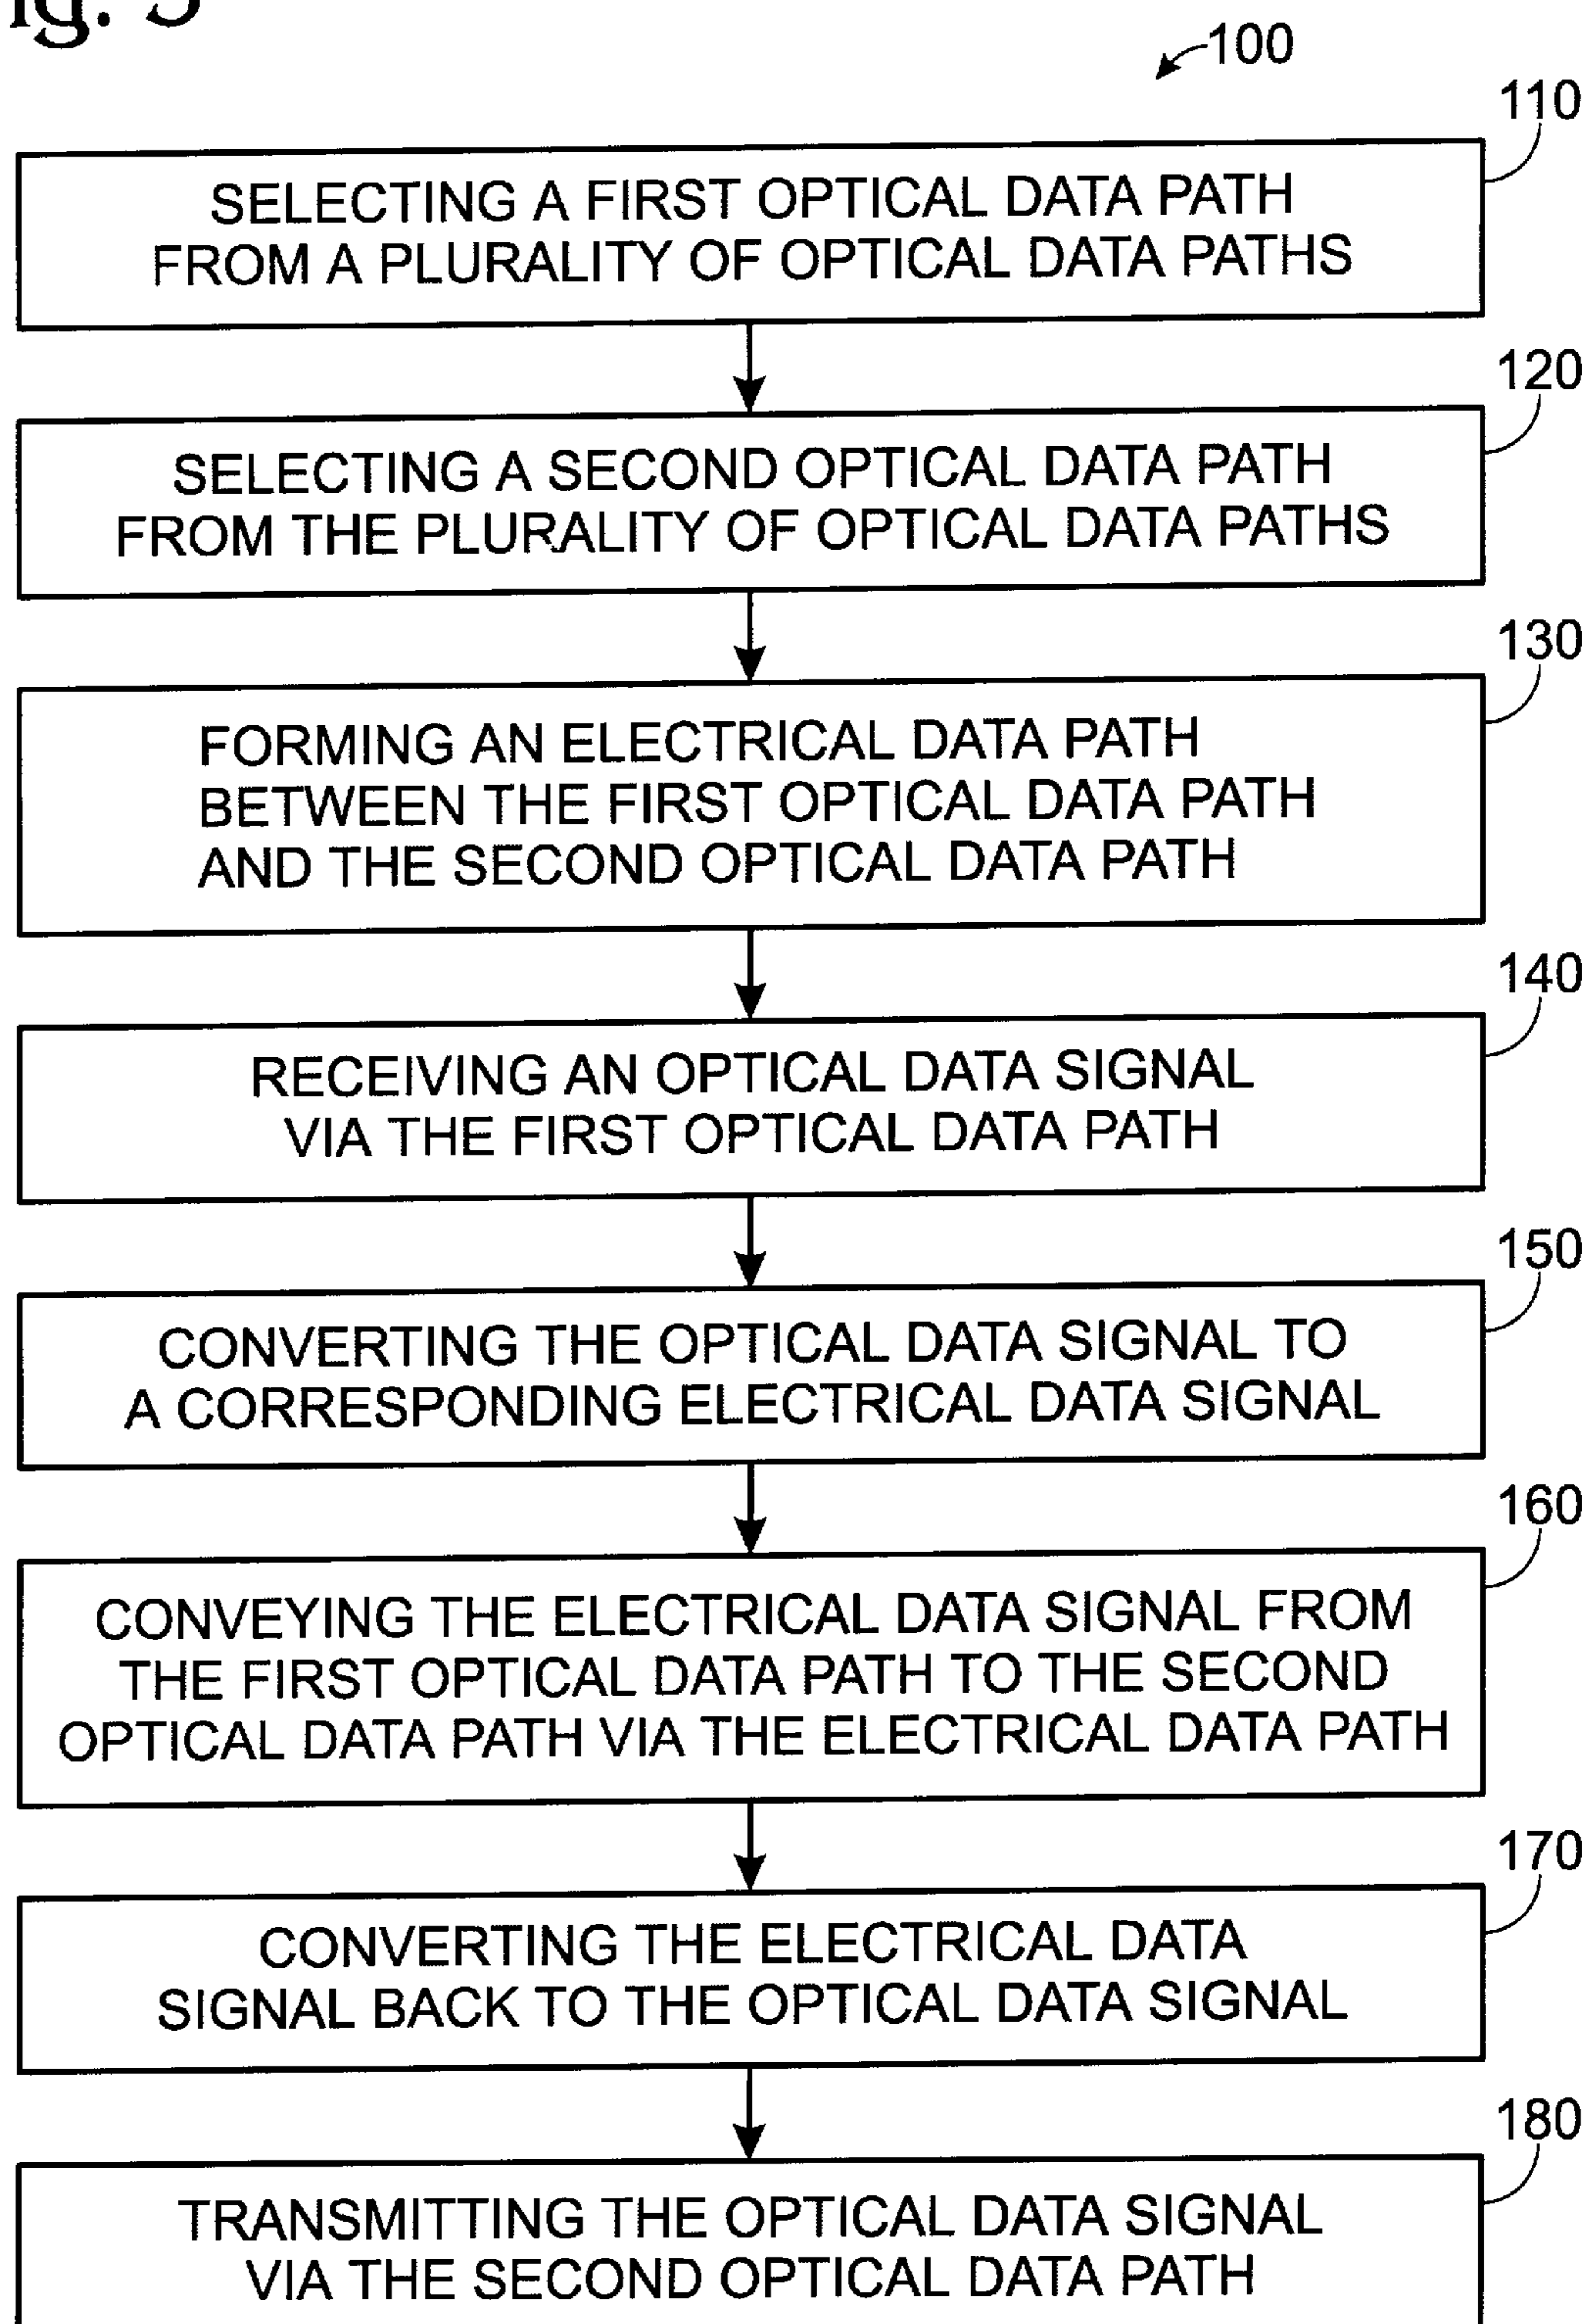 100
110
SELECTING A FIRST OPTICAL DATA PATH
FROM A PLURALITY OF OPTICAL DATA PATHS
120
SELECTING A SECOND OPTICAL DATA PATH
FROM THE PLURALITY OF OPTICAL DATA PATHS
130
FORMING AN ELECTRICAL DATA PATH
BETWEEN THE FIRST OPTICAL DATA PATH
AND THE SECOND OPTICAL DATA PATH
140
RECEIVING AN OPTICAL DATA SIGNAL
VIA THE FIRST OPTICAL DATA PATH
150
CONVERTING THE OPTICAL DATA SIGNAL TO
A CORRESPONDING ELECTRICAL DATA SIGNAL
160
CONVEYING THE ELECTRICAL DATA SIGNAL FROM
THE FIRST OPTICAL DATA PATH TO THE SECOND
OPTICAL DATA PATH VIA THE ELECTRICAL DATA PATH
170
CONVERTING THE ELECTRICAL DATA
SIGNAL BACK TO THE OPTICAL DATA SIGNAL
180
TRANSMITTING THE OPTICAL DATA SIGNAL
VIA THE SECOND OPTICAL DATA PATH